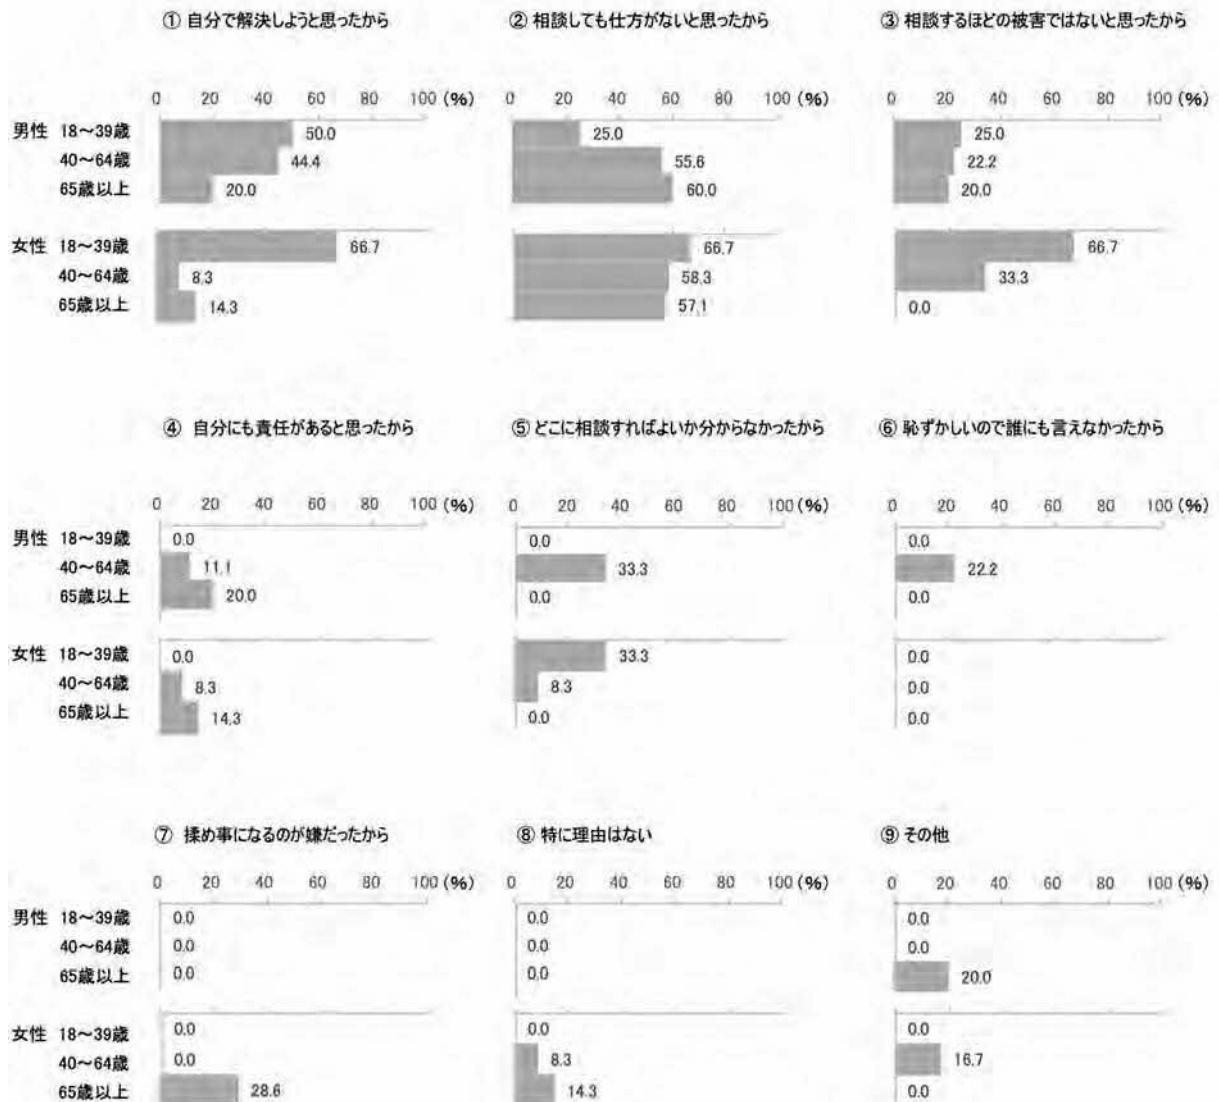 ① 自分で解決しようと思ったから ② 相談しても仕方がないと思ったから ③ 相談するほどの被害ではないと思ったから
0 20 40 60 80 100 (%) 0 20 40 60 80 100 (%) 0 20 40 60 80 100 (%)
男性 18～39歳 50.0 25.0 25.0
40～64歳 44.4 55.6 22.2
65歳以上 20.0 60.0 20.0
女性 18～39歳 66.7 66.7 66.7
40～64歳 8.3 58.3 33.3
65歳以上 14.3 57.1 0.0
④ 自分にも責任があると思ったから ⑤ どこに相談すればよいか分からなかったから ⑥ 恥ずかしいので誰にも言えなかったから
0 20 40 60 80 100 (%) 0 20 40 60 80 100 (%) 0 20 40 60 80 100 (%)
男性 18～39歳 0.0 0.0 0.0
40～64歳 11.1 33.3 22.2
65歳以上 20.0 0.0 0.0
女性 18～39歳 0.0 33.3 0.0
40～64歳 8.3 8.3 0.0
65歳以上 14.3 0.0 0.0
⑦ 揉め事になるのが嫌だったから ⑧ 特に理由はない ⑨ その他
0 20 40 60 80 100 (%) 0 20 40 60 80 100 (%) 0 20 40 60 80 100 (%)
男性 18～39歳 0.0 0.0 0.0
40～64歳 0.0 0.0 0.0
65歳以上 0.0 0.0 20.0
女性 18～39歳 0.0 0.0 0.0
40～64歳 0.0 8.3 16.7
65歳以上 28.6 14.3 0.0